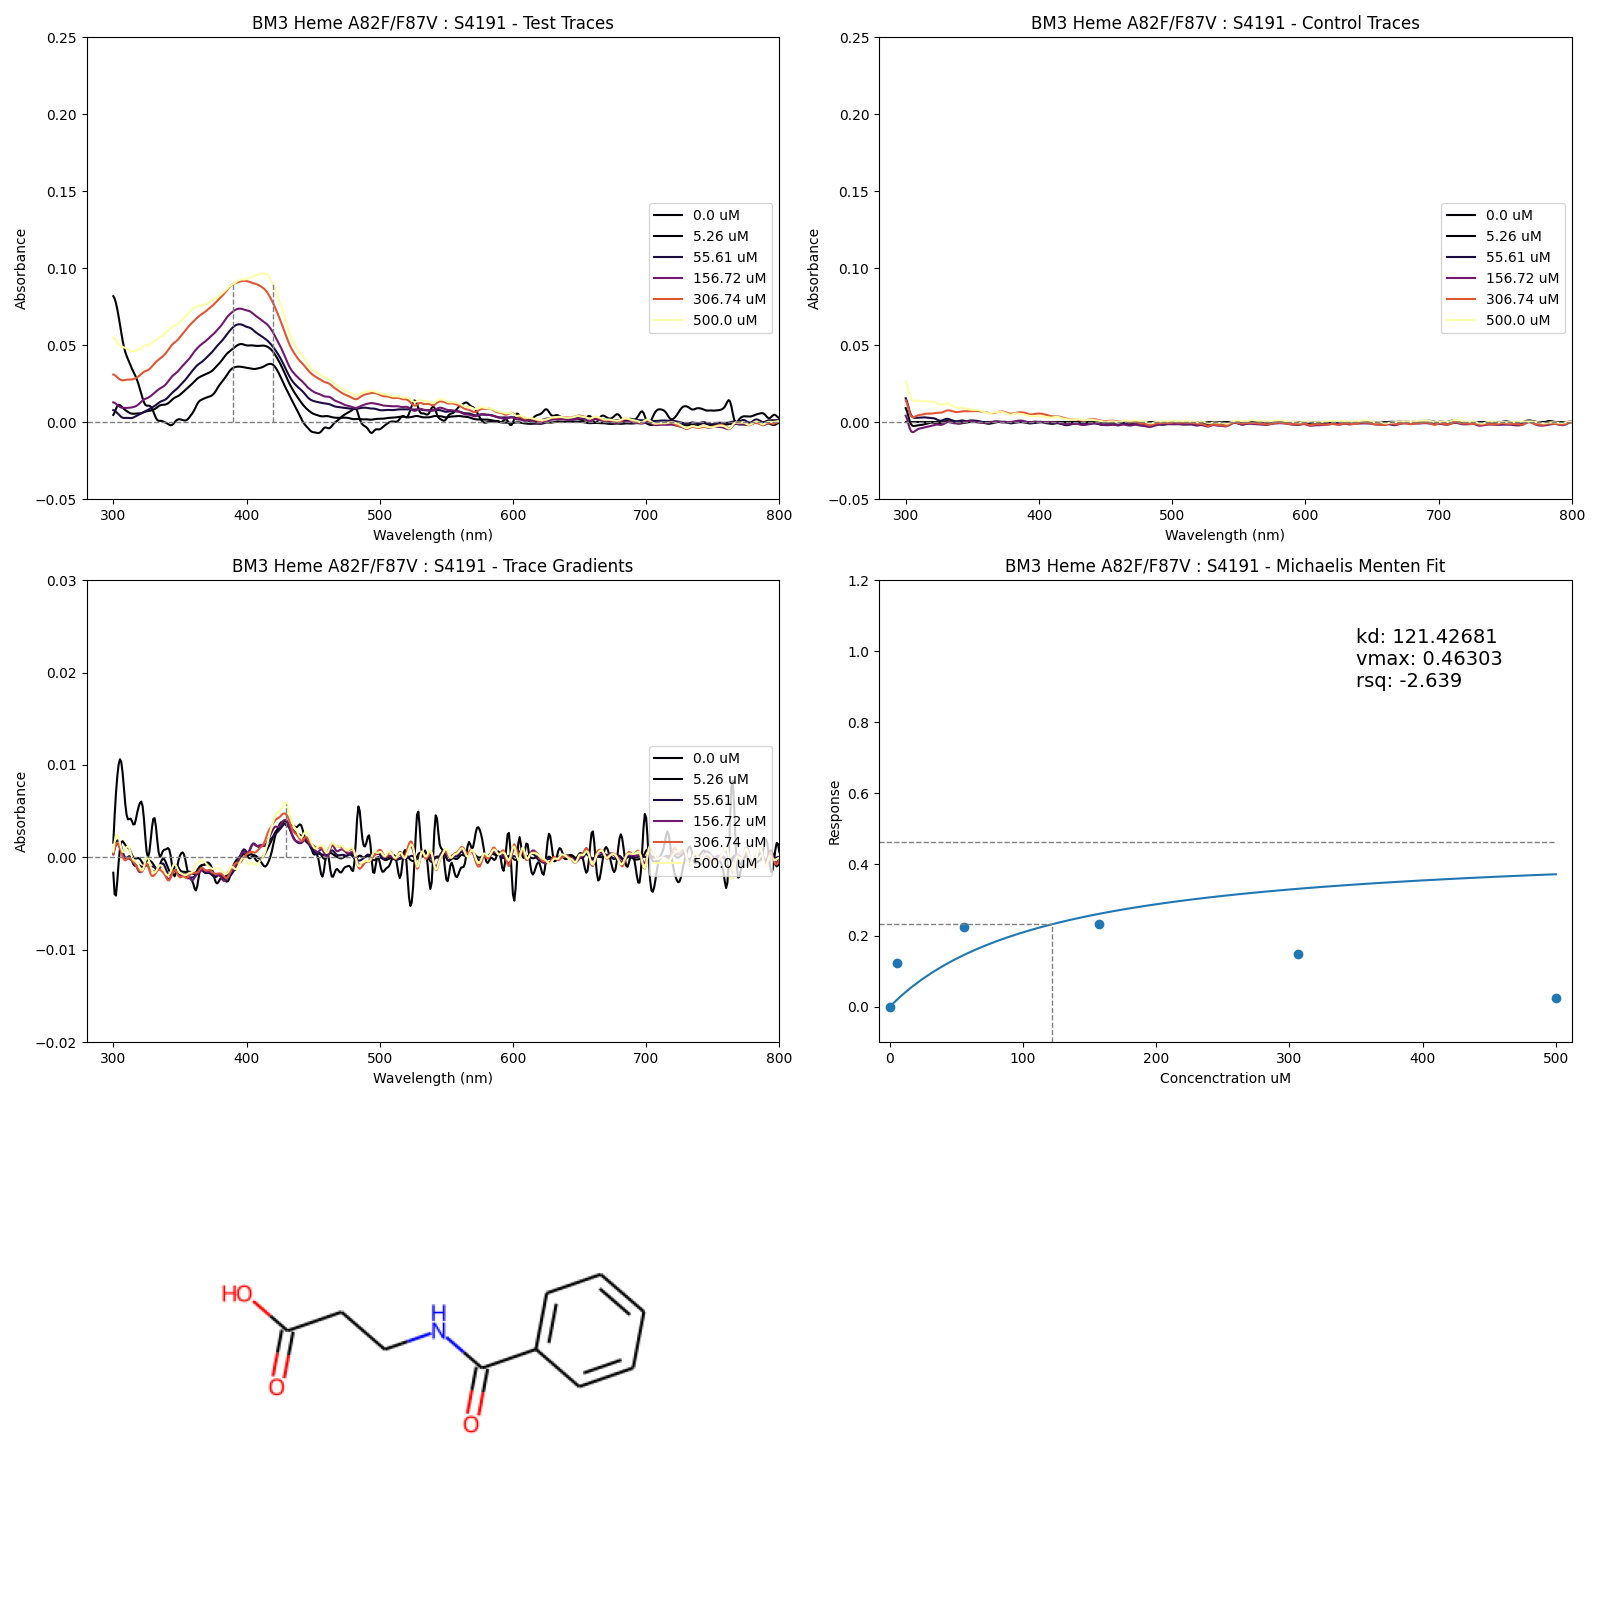 BM3 Heme A82F/F87V : S4191 - Test Traces
0.25
0.20
0.15
0.10
0.05
0.00
−0.05
Absorbance
300 400 500 600 700 800
Wavelength (nm)
0.0 uM
5.26 uM
55.61 uM
156.72 uM
306.74 uM
500.0 uM
BM3 Heme A82F/F87V : S4191 - Control Traces
0.25
0.20
0.15
0.10
0.05
0.00
−0.05
Absorbance
300 400 500 600 700 800
Wavelength (nm)
0.0 uM
5.26 uM
55.61 uM
156.72 uM
306.74 uM
500.0 uM
BM3 Heme A82F/F87V : S4191 - Trace Gradients
0.03
0.02
0.01
0.00
−0.01
−0.02
Absorbance
300 400 500 600 700 800
Wavelength (nm)
0.0 uM
5.26 uM
55.61 uM
156.72 uM
306.74 uM
500.0 uM
BM3 Heme A82F/F87V : S4191 - Michaelis Menten Fit
1.2
1.0
0.8
0.6
0.4
0.2
0.0
Response
0 100 200 300 400 500
Concenctration uM
kd: 121.42681
vmax: 0.46303
rsq: -2.639
HO
O
H
N
O